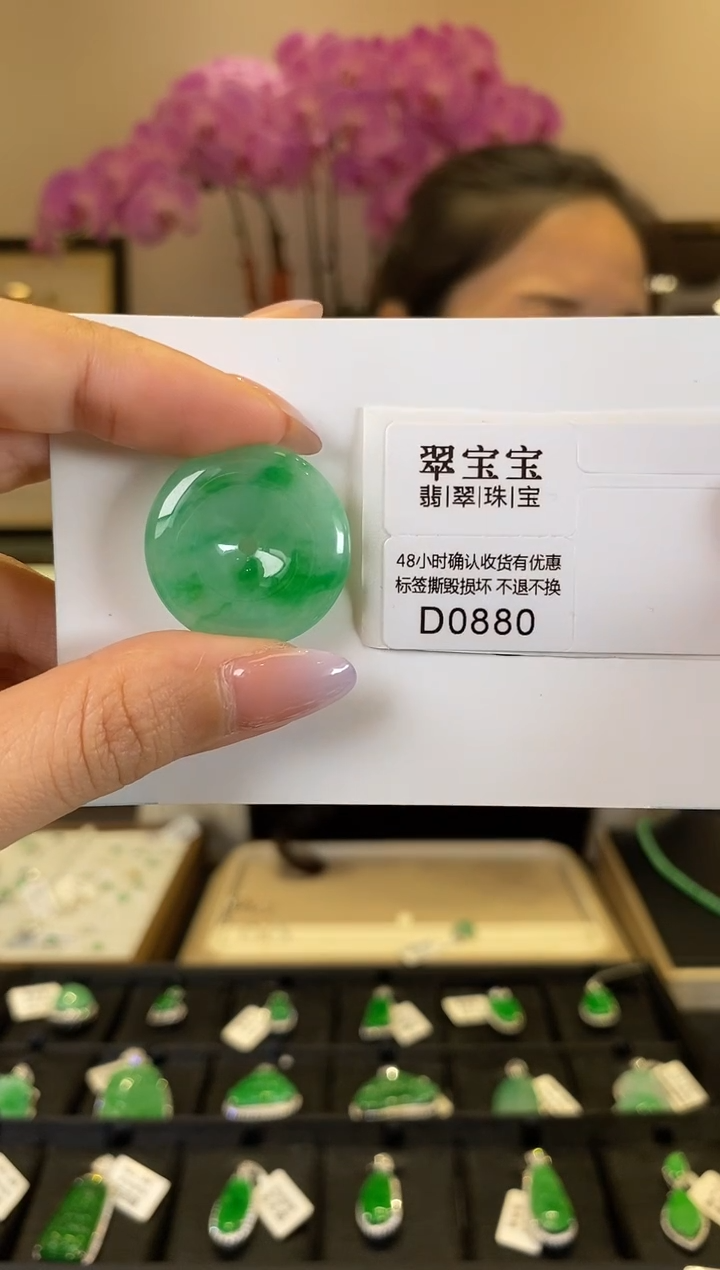 翠宝宝
翡|翠|珠|宝
48小时确认收货有优惠
标签撕毁损坏 不退不换
D0880